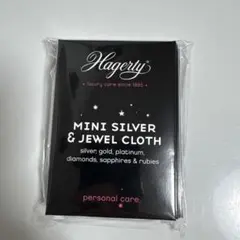 Hagerty
luxury care since 1895
MINI SILVER
& JEWEL CLOTH
silver, gold, platinum,
diamonds, sapphires & rubies
personal care